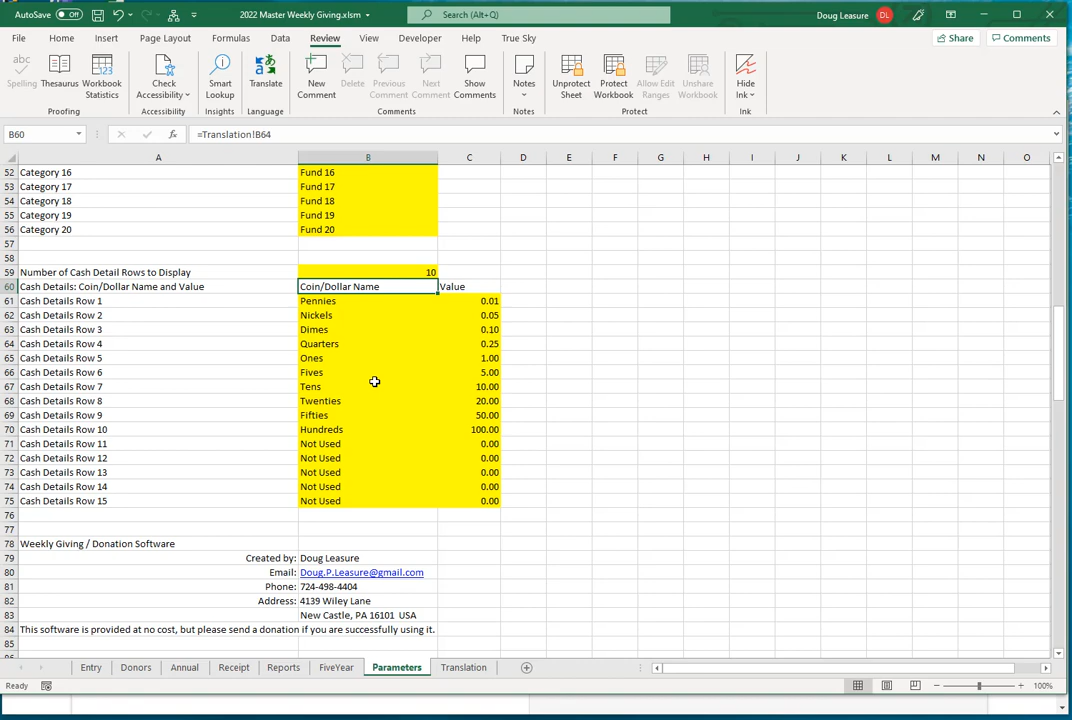 AutoSave Off 2022 Master Weekly Giving.xlsm Search (Alt+Q) Doug Leasure DL
File Home Insert Page Layout Formulas Data Review View Developer Help True Sky Share Comments
Spelling Thesaurus Workbook Statistics Check Accessibility Smart Lookup Translate New Comment Delete Previous Comment Next Comment Show Comments Notes Unprotect Sheet Protect Workbook Allow Edit Ranges Unshare Workbook Hide Ink
Proofing Accessibility Insights Language Comments Notes Protect Ink
B60 fx =Translation!B64
A B C D E F G H I J K L M N O
52 Category 16 Fund 16
53 Category 17 Fund 17
54 Category 18 Fund 18
55 Category 19 Fund 19
56 Category 20 Fund 20
57
58
59 Number of Cash Detail Rows to Display 10
60 Cash Details: Coin/Dollar Name and Value Coin/Dollar Name Value
61 Cash Details Row 1 Pennies 0.01
62 Cash Details Row 2 Nickels 0.05
63 Cash Details Row 3 Dimes 0.10
64 Cash Details Row 4 Quarters 0.25
65 Cash Details Row 5 Ones 1.00
66 Cash Details Row 6 Fives 5.00
67 Cash Details Row 7 Tens 10.00
68 Cash Details Row 8 Twenties 20.00
69 Cash Details Row 9 Fifties 50.00
70 Cash Details Row 10 Hundreds 100.00
71 Cash Details Row 11 Not Used 0.00
72 Cash Details Row 12 Not Used 0.00
73 Cash Details Row 13 Not Used 0.00
74 Cash Details Row 14 Not Used 0.00
75 Cash Details Row 15 Not Used 0.00
76
77
78 Weekly Giving / Donation Software
79 Created by: Doug Leasure
80 Email: Doug.P.Leasure@gmail.com
81 Phone: 724-498-4404
82 Address: 4139 Wiley Lane
83 New Castle, PA 16101 USA
84 This software is provided at no cost, but please send a donation if you are successfully using it.
85
Entry Donors Annual Receipt Reports FiveYear Parameters Translation
Ready 100%